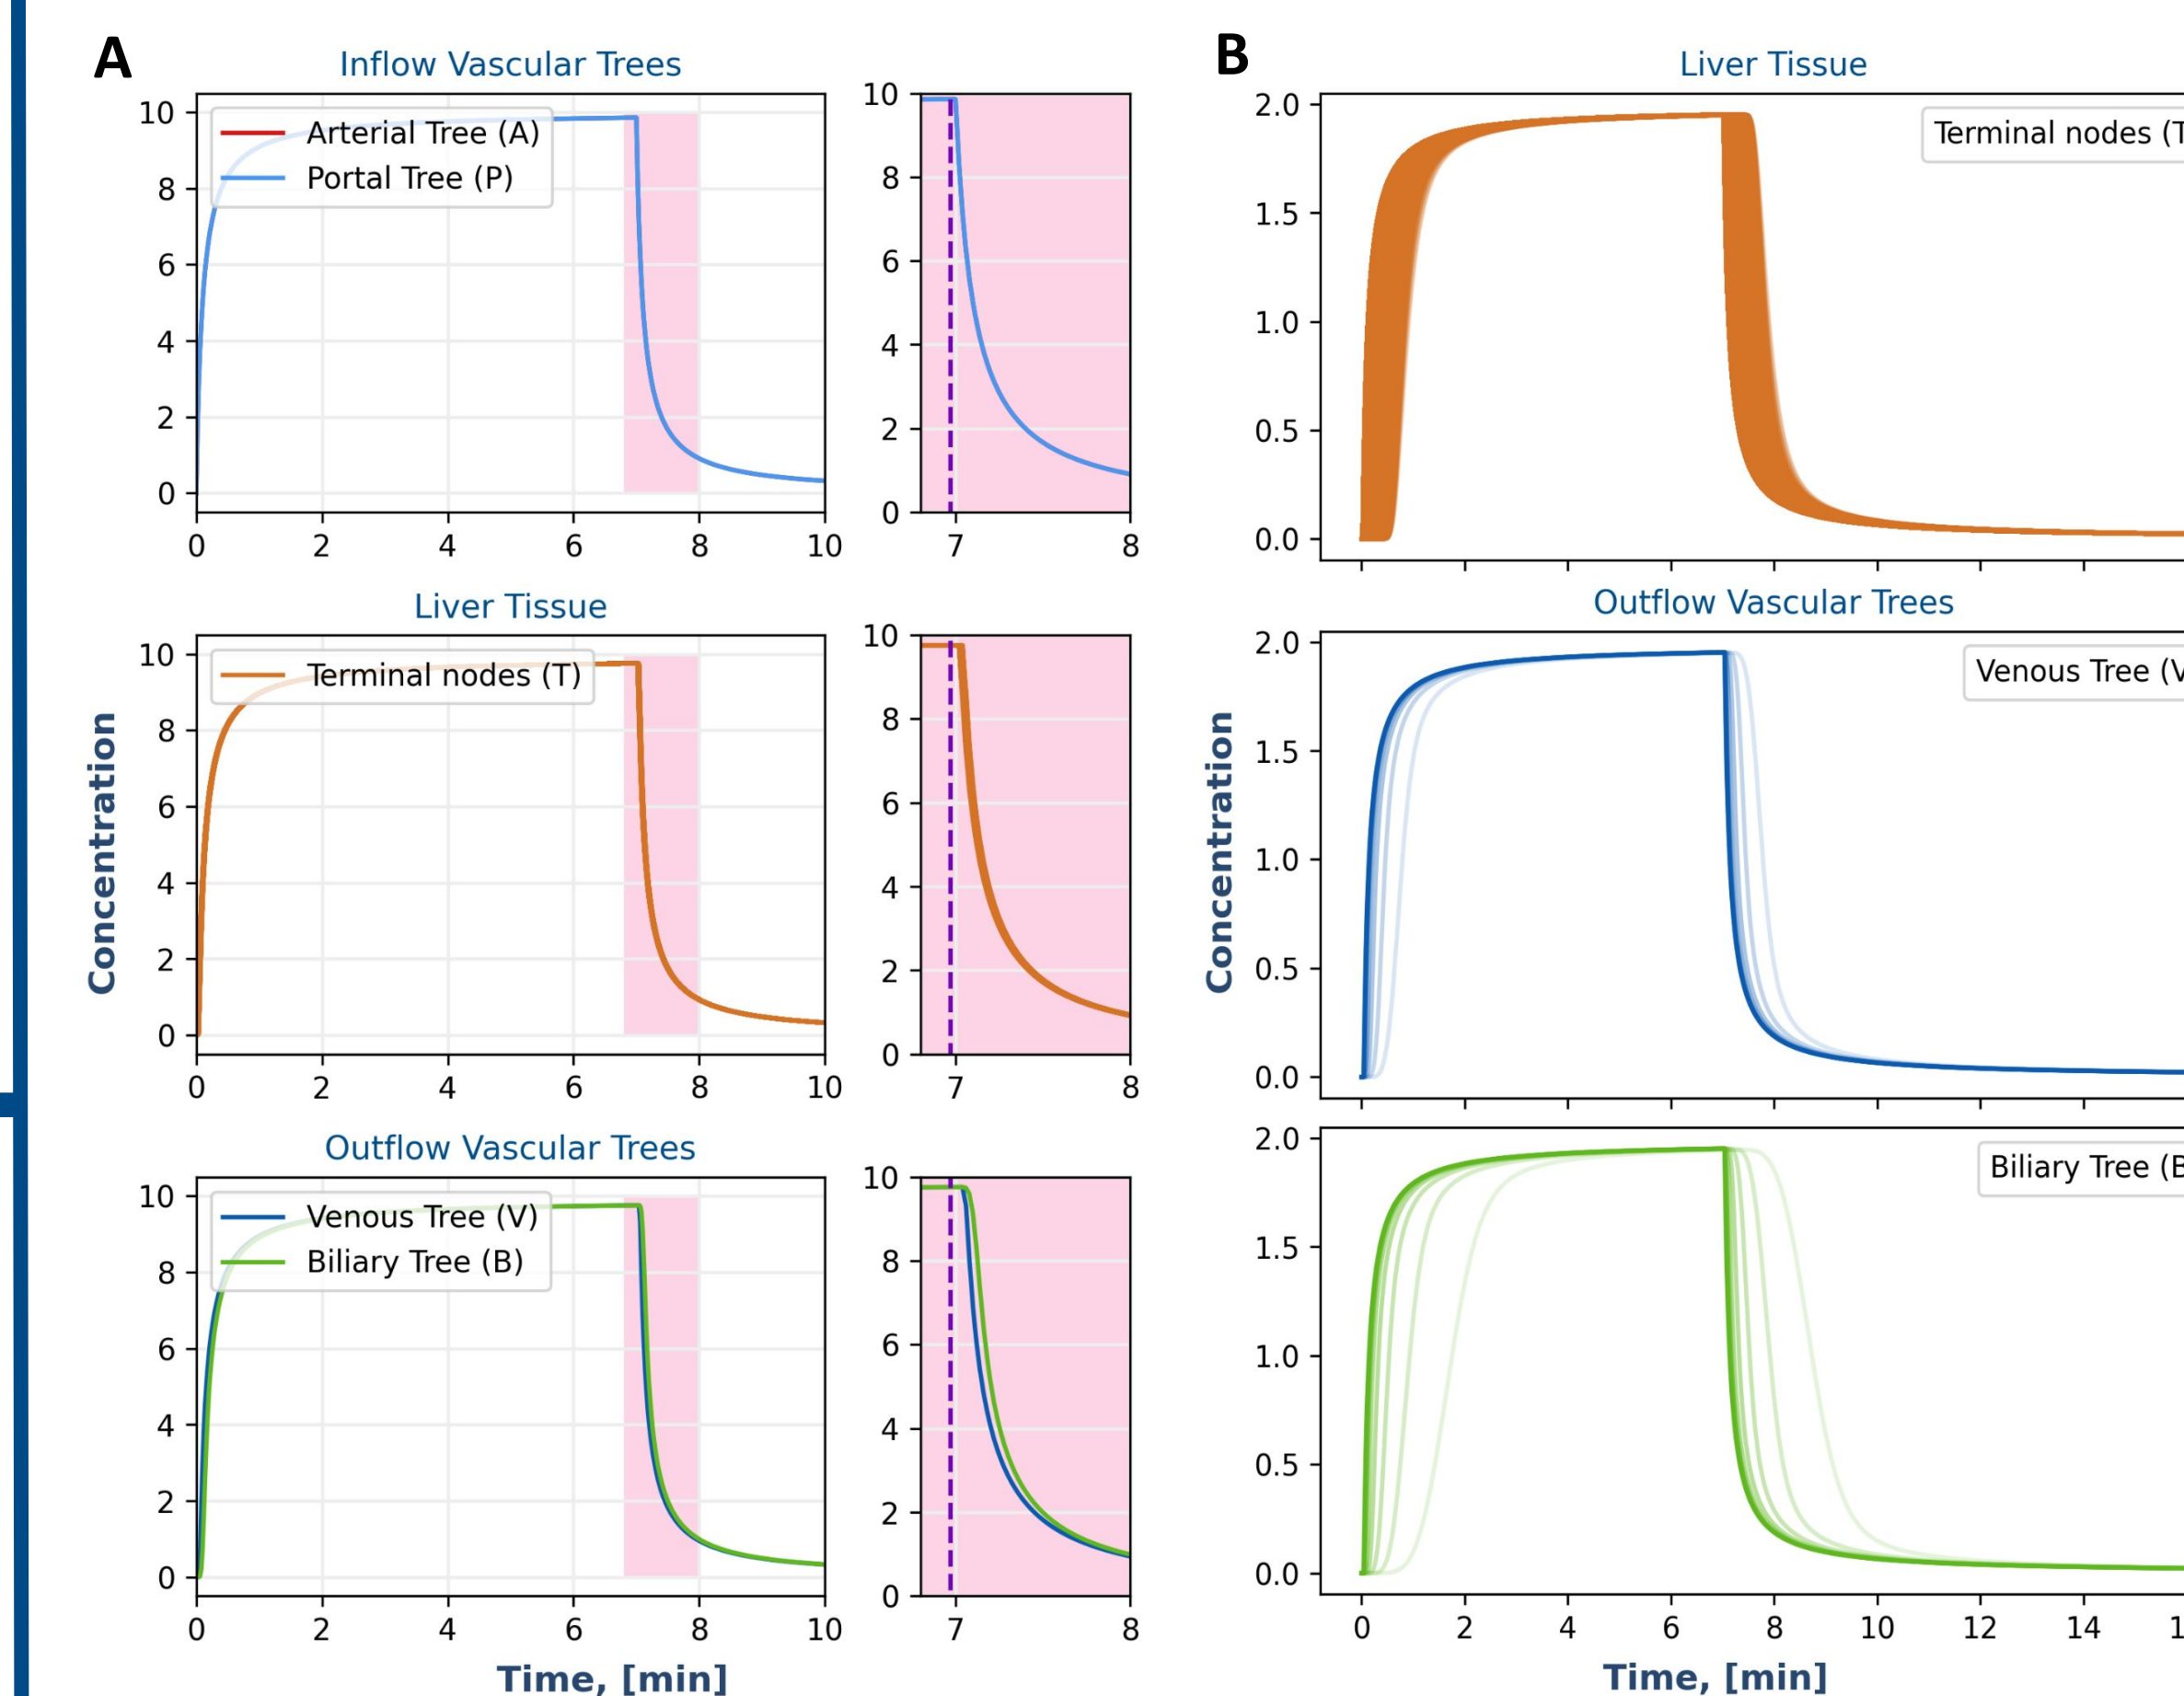 A
Inflow Vascular Trees
10
8
6
4
2
0
Arterial Tree (A)
Portal Tree (P)
0 2 4 6 8 10
10
8
6
4
2
0
7 8
Liver Tissue
10
8
6
4
2
0
Terminal nodes (T)
0 2 4 6 8 10
10
8
6
4
2
0
7 8
Concentration
Outflow Vascular Trees
10
8
6
4
2
0
Venous Tree (V)
Biliary Tree (B)
0 2 4 6 8 10
10
8
6
4
2
0
7 8
Time, [min]
B
Liver Tissue
2.0
1.5
1.0
0.5
0.0
Terminal nodes (T
Outflow Vascular Trees
2.0
1.5
1.0
0.5
0.0
Venous Tree (V
Concentration
2.0
1.5
1.0
0.5
0.0
Biliary Tree (B
0 2 4 6 8 10 12 14 1
Time, [min]